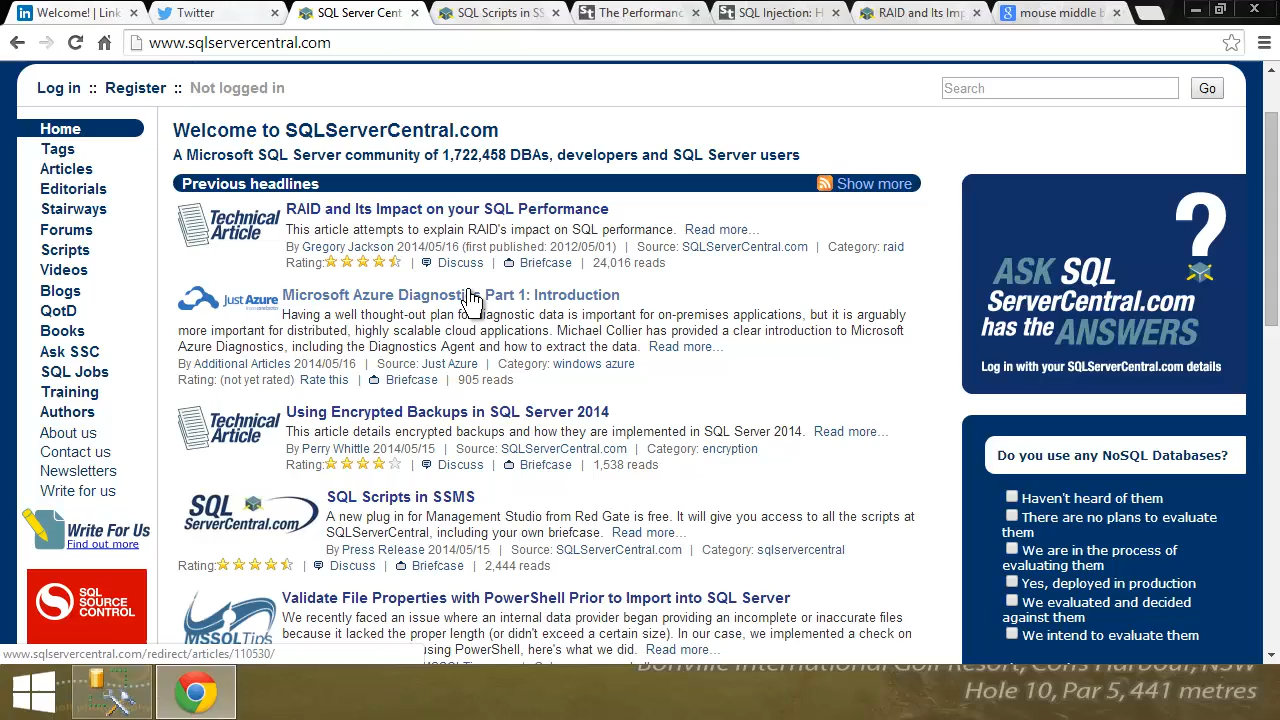 Welcome! | Link
Twitter
SQL Server Cent
SQL Scripts in SS
The Performanc
SQL Injection: H
RAID and Its Imp
mouse middle b
www.sqlservercentral.com
Log in :: Register :: Not logged in
Search
Go
Home
Tags
Articles
Editorials
Stairways
Forums
Scripts
Videos
Blogs
QotD
Books
Ask SSC
SQL Jobs
Training
Authors
About us
Contact us
Newsletters
Write for us
Write For Us
Find out more
SQL
SOURCE
CONTROL
Welcome to SQLServerCentral.com
A Microsoft SQL Server community of 1,722,458 DBAs, developers and SQL Server users
Previous headlines
Show more
Technical
Article
RAID and Its Impact on your SQL Performance
This article attempts to explain RAID's impact on SQL performance. Read more...
By Gregory Jackson 2014/05/16 (first published: 2012/05/01) | Source: SQLServerCentral.com | Category: raid
Rating: | Discuss | Briefcase | 24,016 reads
Just Azure
Microsoft Azure Diagnostic Part 1: Introduction
Having a well thought-out plan for diagnostic data is important for on-premises applications, but it is arguably
more important for distributed, highly scalable cloud applications. Michael Collier has provided a clear introduction to Microsoft
Azure Diagnostics, including the Diagnostics Agent and how to extract the data. Read more...
By Additional Articles 2014/05/16 | Source: Just Azure | Category: windows azure
Rating: (not yet rated) Rate this | Briefcase | 905 reads
Technical
Article
Using Encrypted Backups in SQL Server 2014
This article details encrypted backups and how they are implemented in SQL Server 2014. Read more...
By Perry Whittle 2014/05/15 | Source: SQLServerCentral.com | Category: encryption
Rating: | Discuss | Briefcase | 1,538 reads
SQL
ServerCentral.com
SQL Scripts in SSMS
A new plug in for Management Studio from Red Gate is free. It will give you access to all the scripts at
SQLServerCentral, including your own briefcase. Read more...
By Press Release 2014/05/15 | Source: SQLServerCentral.com | Category: sqlservercentral
Rating: | Discuss | Briefcase | 2,444 reads
MSSQLTips
Validate File Properties with PowerShell Prior to Import into SQL Server
We recently faced an issue where an internal data provider began providing an incomplete or inaccurate files
because it lacked the proper length (or didn't exceed a certain size). In our case, we implemented a check on
using PowerShell, here's what we did. Read more...
?
ASK SQL
ServerCentral.com
has the ANSWERS
Log in with your SQLServerCentral.com details
Do you use any NoSQL Databases?
Haven't heard of them
There are no plans to evaluate
them
We are in the process of
evaluating them
Yes, deployed in production
We evaluated and decided
against them
We intend to evaluate them
www.sqlservercentral.com/redirect/articles/110530/
Bonville International Golf Resort, Coffs Harbour, NSW
Hole 10, Par 5, 441 metres